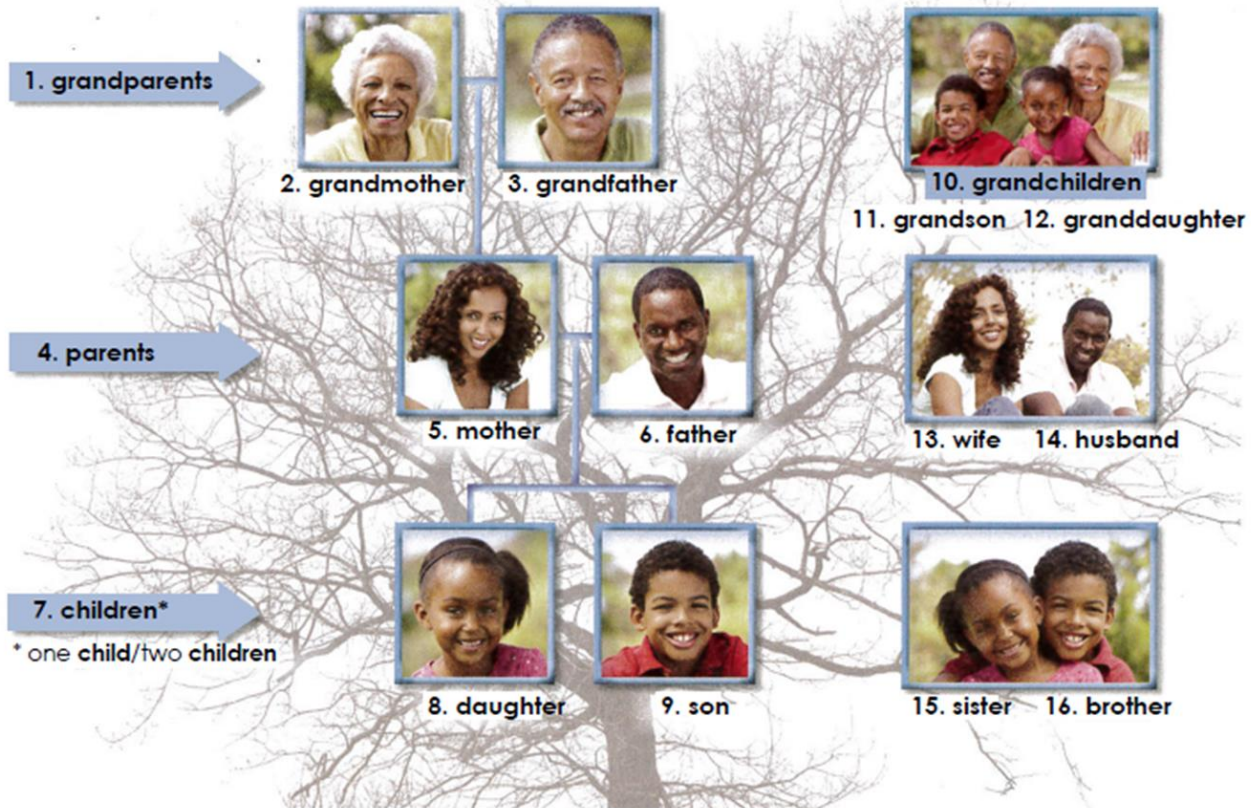 1. grandparents
2. grandmother
3. grandfather
10. grandchildren
11. grandson 12. granddaughter
4. parents
5. mother
6. father
13. wife 14. husband
7. children*
* one child/two children
8. daughter
9. son
15. sister 16. brother